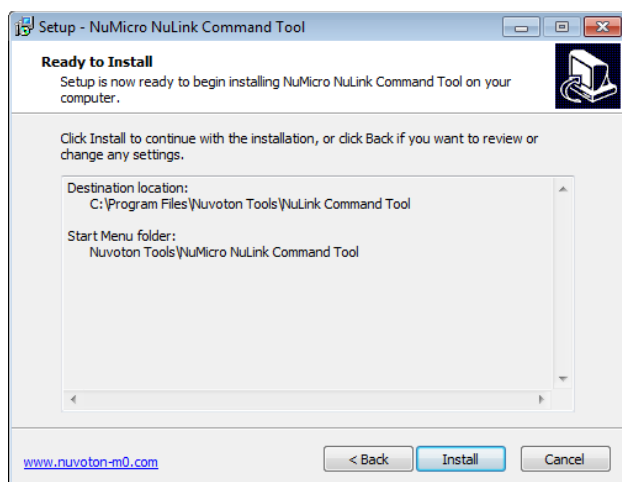 Setup - NuMicro NuLink Command Tool
Ready to Install
Setup is now ready to begin installing NuMicro NuLink Command Tool on your
computer.
Click Install to continue with the installation, or click Back if you want to review or
change any settings.
Destination location:
C:\Program Files\Nuvoton Tools\NuLink Command Tool
Start Menu folder:
Nuvoton Tools\NuMicro NuLink Command Tool
www.nuvoton-m0.com
< Back
Install
Cancel